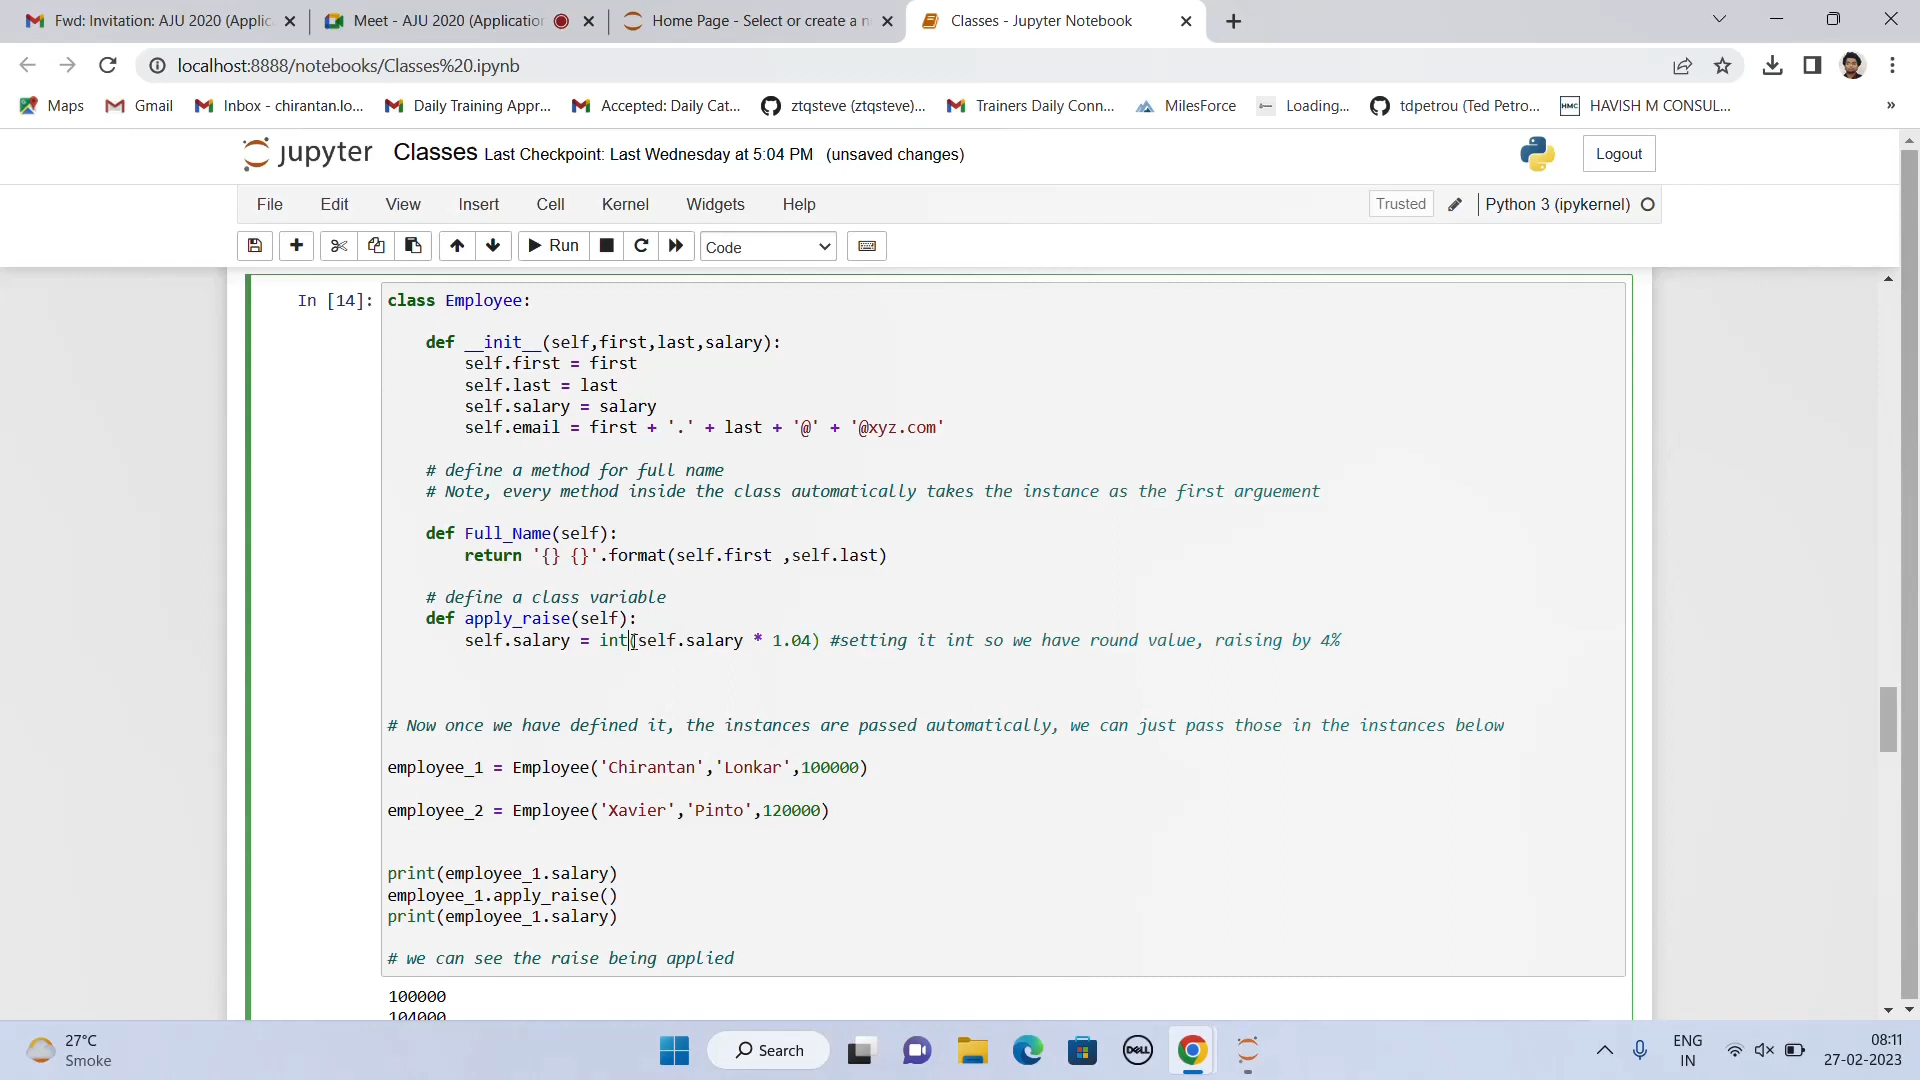 Fwd: Invitation: AJU 2020 (Applic
Meet - AJU 2020 (Application
Home Page - Select or create a n
Classes - Jupyter Notebook
localhost:8888/notebooks/Classes%20.ipynb
Maps
Gmail
Inbox - chirantan.lo...
Daily Training Appr...
Accepted: Daily Cat...
ztqsteve (ztqsteve)...
Trainers Daily Conn...
MilesForce
Loading...
tdpetrou (Ted Petro...
HMC
HAVISH M CONSUL...
»
jupyter Classes Last Checkpoint: Last Wednesday at 5:04 PM (unsaved changes)
Logout
File Edit View Insert Cell Kernel Widgets Help
Trusted
Python 3 (ipykernel)
Run
Code
In [14]:
class Employee:
def __init__(self,first,last,salary):
self.first = first
self.last = last
self.salary = salary
self.email = first + '.' + last + '@' + '@xyz.com'
# define a method for full name
# Note, every method inside the class automatically takes the instance as the first arguement
def Full_Name(self):
return '{} {}'.format(self.first ,self.last)
# define a class variable
def apply_raise(self):
self.salary = int(self.salary * 1.04) #setting it int so we have round value, raising by 4%
# Now once we have defined it, the instances are passed automatically, we can just pass those in the instances below
employee_1 = Employee('Chirantan','Lonkar',100000)
employee_2 = Employee('Xavier','Pinto',120000)
print(employee_1.salary)
employee_1.apply_raise()
print(employee_1.salary)
# we can see the raise being applied
100000
104000
27°C
Smoke
Search
DELL
ENG
IN
08:11
27-02-2023